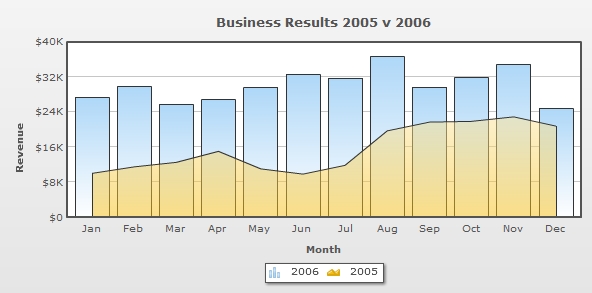 Business Results 2005 v 2006
$40K
$32K
$24K
$16K
$8K
$0
Revenue
Jan Feb Mar Apr May Jun Jul Aug Sep Oct Nov Dec
Month
2006 2005